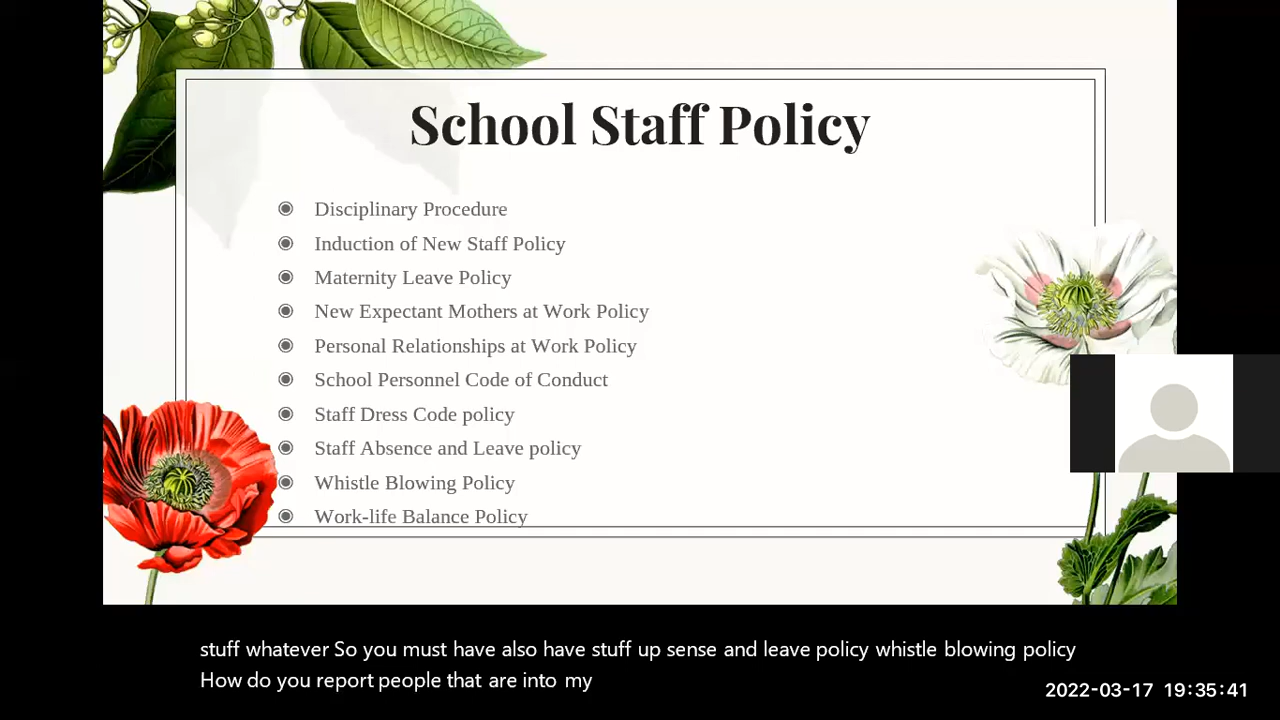 School Staff Policy
Disciplinary Procedure
Induction of New Staff Policy
Maternity Leave Policy
New Expectant Mothers at Work Policy
Personal Relationships at Work Policy
School Personnel Code of Conduct
Staff Dress Code policy
Staff Absence and Leave policy
Whistle Blowing Policy
Work-life Balance Policy
stuff whatever So you must have also have stuff up sense and leave policy whistle blowing policy
How do you report people that are into my
2022-03-17 19:35:41